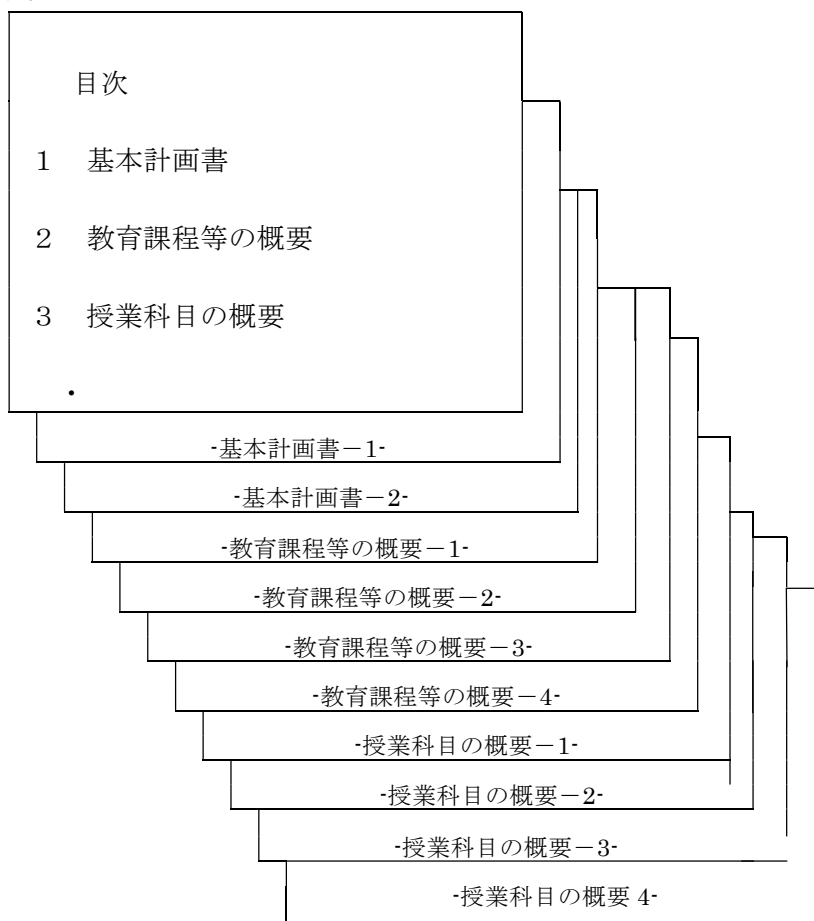 目次
１　基本計画書
２　教育課程等の概要
３　授業科目の概要
・
-基本計画書－1-
-基本計画書－2-
-教育課程等の概要－1-
-教育課程等の概要－2-
-教育課程等の概要－3-
-教育課程等の概要－4-
-授業科目の概要－1-
-授業科目の概要－2-
-授業科目の概要－3-
-授業科目の概要 4-